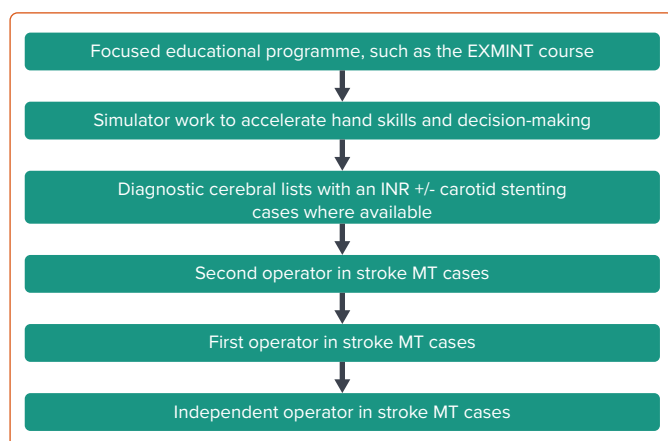 Focused educational programme, such as the EXMINT course
Simulator work to accelerate hand skills and decision-making
Diagnostic cerebral lists with an INR +/- carotid stenting
cases where available
Second operator in stroke MT cases
First operator in stroke MT cases
Independent operator in stroke MT cases